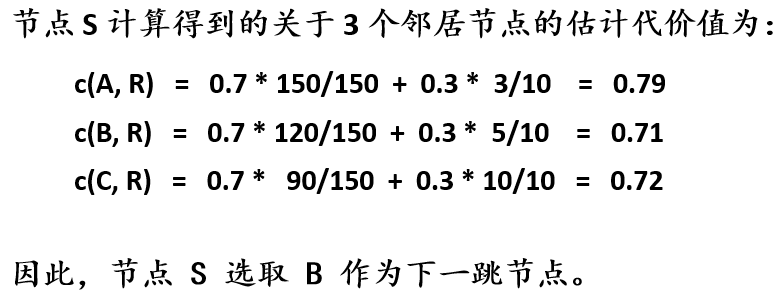 节点 S 计算得到的关于 3 个邻居节点的估计代价值为：
c(A, R) = 0.7 * 150/150 + 0.3 * 3/10 = 0.79
c(B, R) = 0.7 * 120/150 + 0.3 * 5/10 = 0.71
c(C, R) = 0.7 * 90/150 + 0.3 * 10/10 = 0.72
因此，节点 S 选取 B 作为下一跳节点。